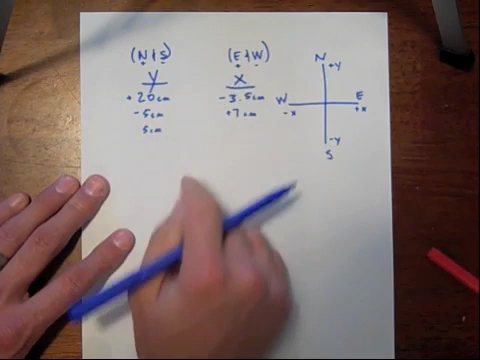 (N & S) (E & W)
+ - + -
Y X
+20cm -3.5cm
-5cm +7cm
5cm
N
+y
W E
-x +x
-y
S